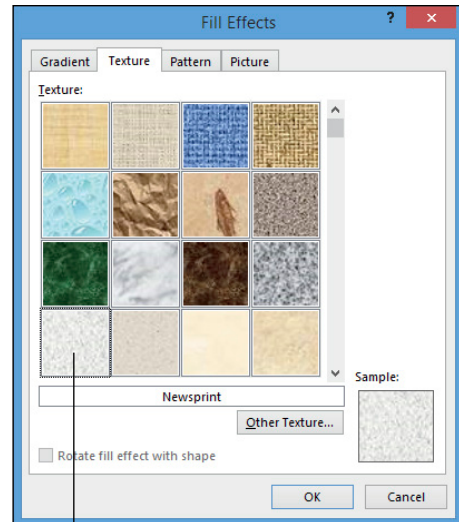 Fill Effects
? ×
Gradient Texture Pattern Picture
Texture:
Newsprint
Sample:
Other Texture...
Rotate fill effect with shape
OK Cancel